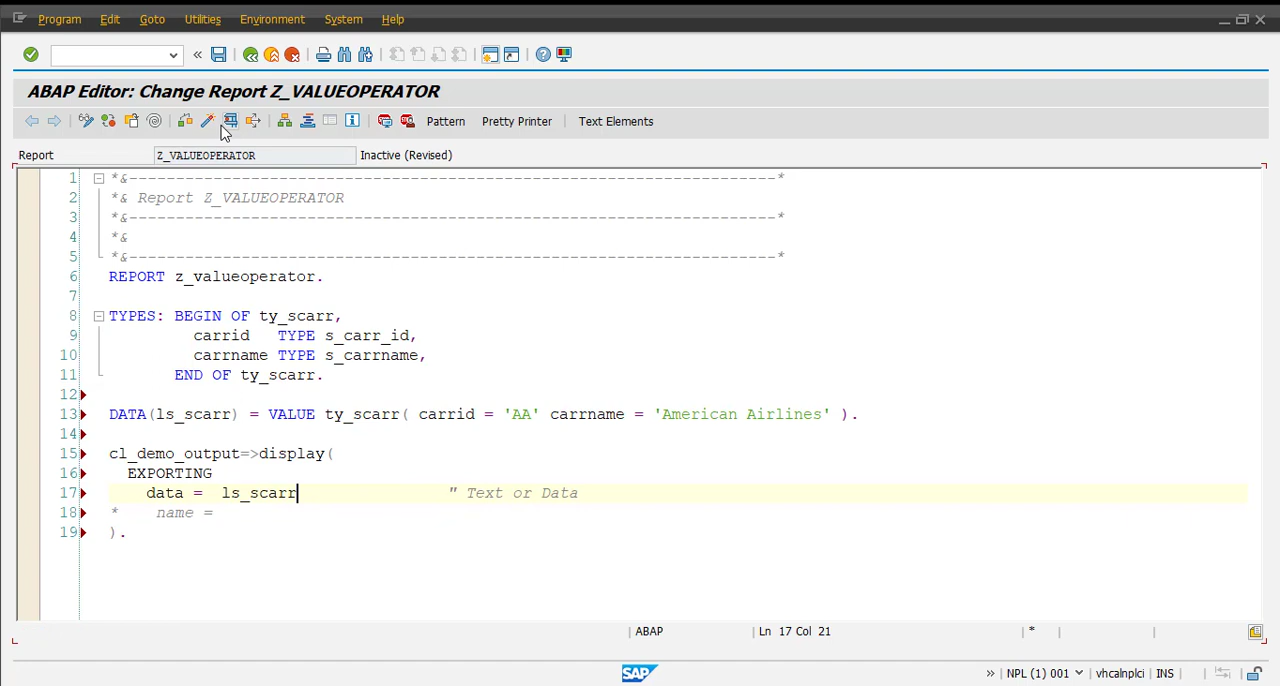 Program Edit Goto Utilities Environment System Help
ABAP Editor: Change Report Z_VALUEOPERATOR
Pattern Pretty Printer Text Elements
Report Z_VALUEOPERATOR Inactive (Revised)
1 *&---------------------------------------------------------------------*
2 *& Report Z_VALUEOPERATOR
3 *&---------------------------------------------------------------------*
4 *&
5 *&---------------------------------------------------------------------*
6 REPORT z_valueoperator.
7
8 TYPES: BEGIN OF ty_scarr,
9 carrid TYPE s_carr_id,
10 carrname TYPE s_carrname,
11 END OF ty_scarr.
12
13 DATA(ls_scarr) = VALUE ty_scarr( carrid = 'AA' carrname = 'American Airlines' ).
14
15 cl_demo_output=>display(
16 EXPORTING
17 data = ls_scarr " Text or Data
18 * name =
19 ).
ABAP Ln 17 Col 21 *
SAP » NPL (1) 001 vhcalnplci INS